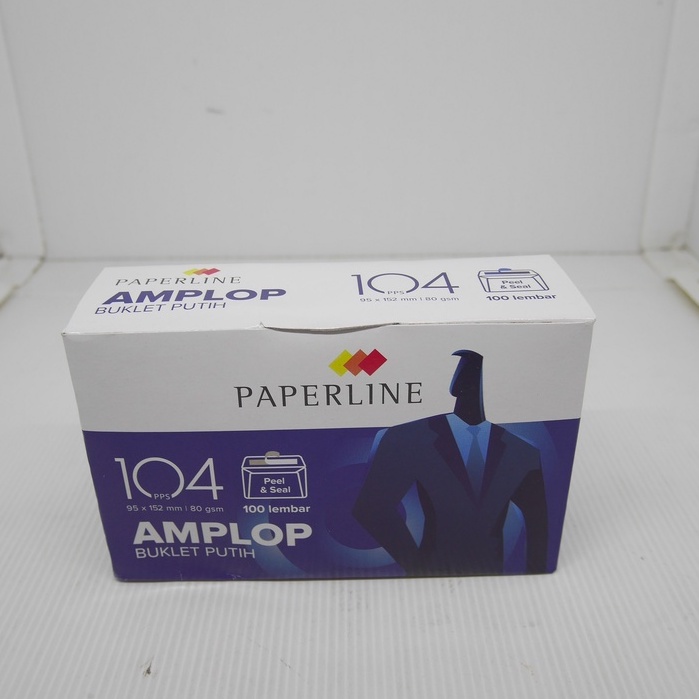 PAPERLINE
AMPLOP
BUKLET PUTIH
104
PPS
95 x 152 mm | 80 gsm
Peel
& Seal
100 lembar
PAPERLINE
104
PPS
95 x 152 mm | 80 gsm
Peel
& Seal
100 lembar
AMPLOP
BUKLET PUTIH